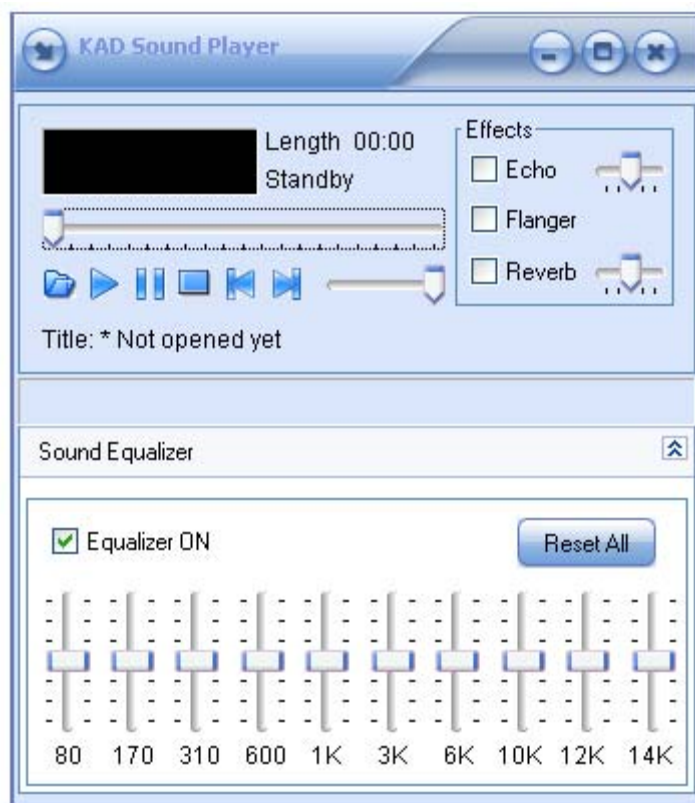 KAD Sound Player
Length 00:00
Standby
Effects
Echo
Flanger
Reverb
Title: * Not opened yet
Sound Equalizer
Equalizer ON
Reset All
80 170 310 600 1K 3K 6K 10K 12K 14K